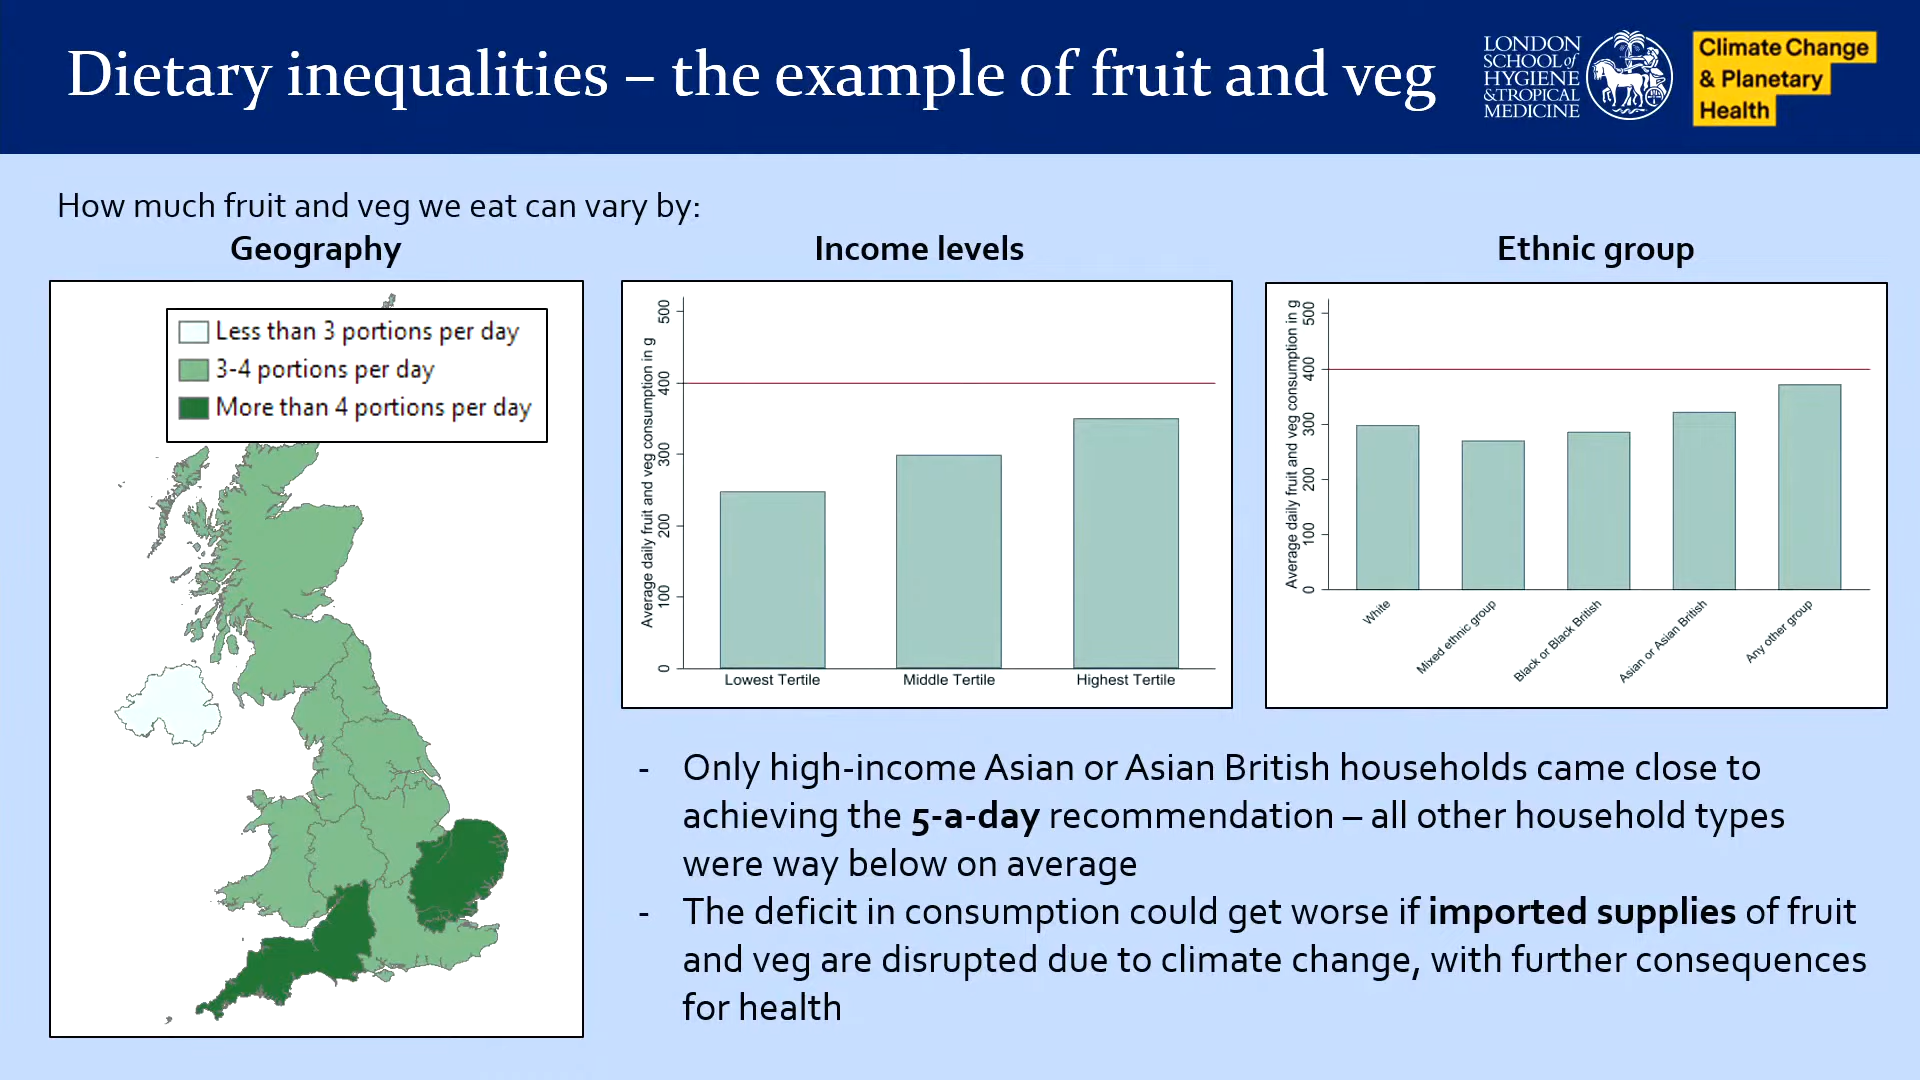 Dietary inequalities – the example of fruit and veg
LONDON
SCHOOL of
HYGIENE
&TROPICAL
MEDICINE
Climate Change
& Planetary
Health
How much fruit and veg we eat can vary by:
Geography
Less than 3 portions per day
3-4 portions per day
More than 4 portions per day
Income levels
Average daily fruit and veg consumption in g
500
400
300
200
100
0
Lowest Tertile
Middle Tertile
Highest Tertile
Ethnic group
Average daily fruit and veg consumption in g
500
400
300
200
100
0
White
Mixed ethnic group
Black or Black British
Asian or Asian British
Any other group
- Only high-income Asian or Asian British households came close to
achieving the 5-a-day recommendation – all other household types
were way below on average
- The deficit in consumption could get worse if imported supplies of fruit
and veg are disrupted due to climate change, with further consequences
for health